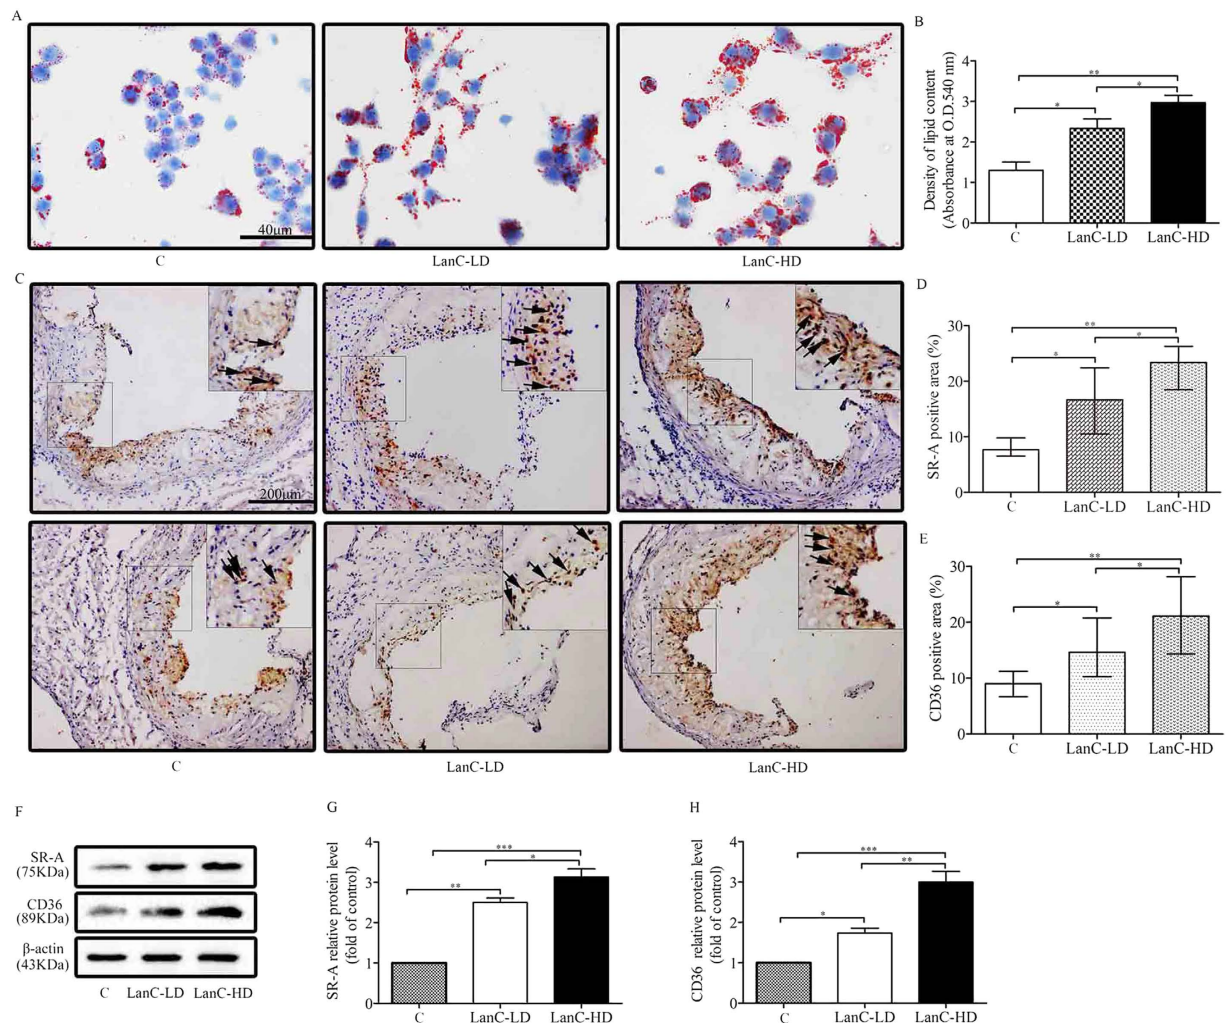 A
40μm
C
LanC-LD
LanC-HD
B
Density of lipid content
(Absorbance at O.D.540 nm)
4
3
2
1
0
**
*
*
C
LanC-LD
LanC-HD
C
200μm
C
LanC-LD
LanC-HD
D
SR-A positive area (%)
30
20
10
0
**
*
*
C
LanC-LD
LanC-HD
E
CD36 positive area (%)
30
20
10
0
**
*
*
C
LanC-LD
LanC-HD
F
SR-A
(75KDa)
CD36
(89KDa)
β-actin
(43KDa)
C LanC-LD LanC-HD
G
SR-A relative protein level
(fold of control)
4
3
2
1
0
***
*
**
C
LanC-LD
LanC-HD
H
CD36 relative protein level
(fold of control)
4
3
2
1
0
***
**
*
C
LanC-LD
LanC-HD